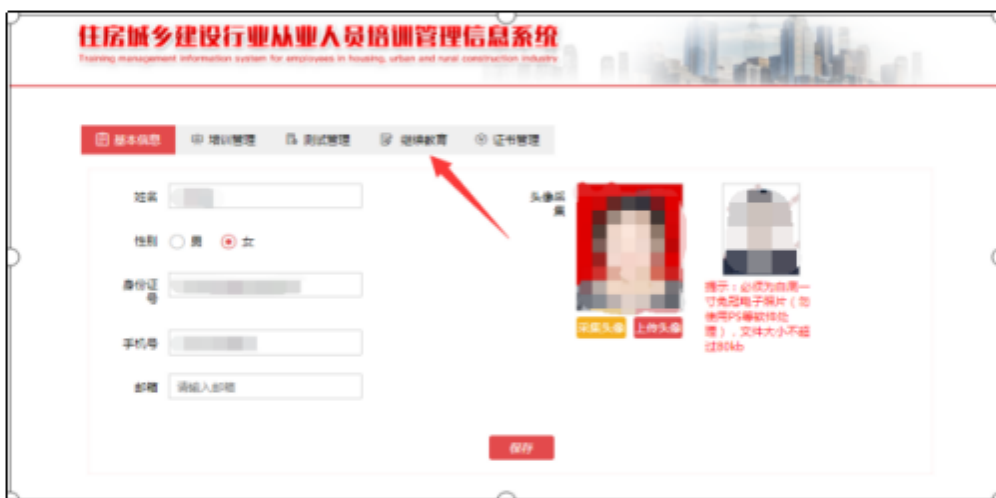 住房城乡建设行业从业人员培训管理信息系统
Training management information system for employees in housing, urban and rural construction industry
基本信息 培训管理 测试管理 继续教育 证书管理
姓名
头像采集
性别 男 女
身份证号
手机号
邮箱 请输入邮箱
采集头像 上传头像
提示：必须为白底一
寸免冠电子照片（勿
使用PS等软件处
理），文件大小不超
过80kb
保存